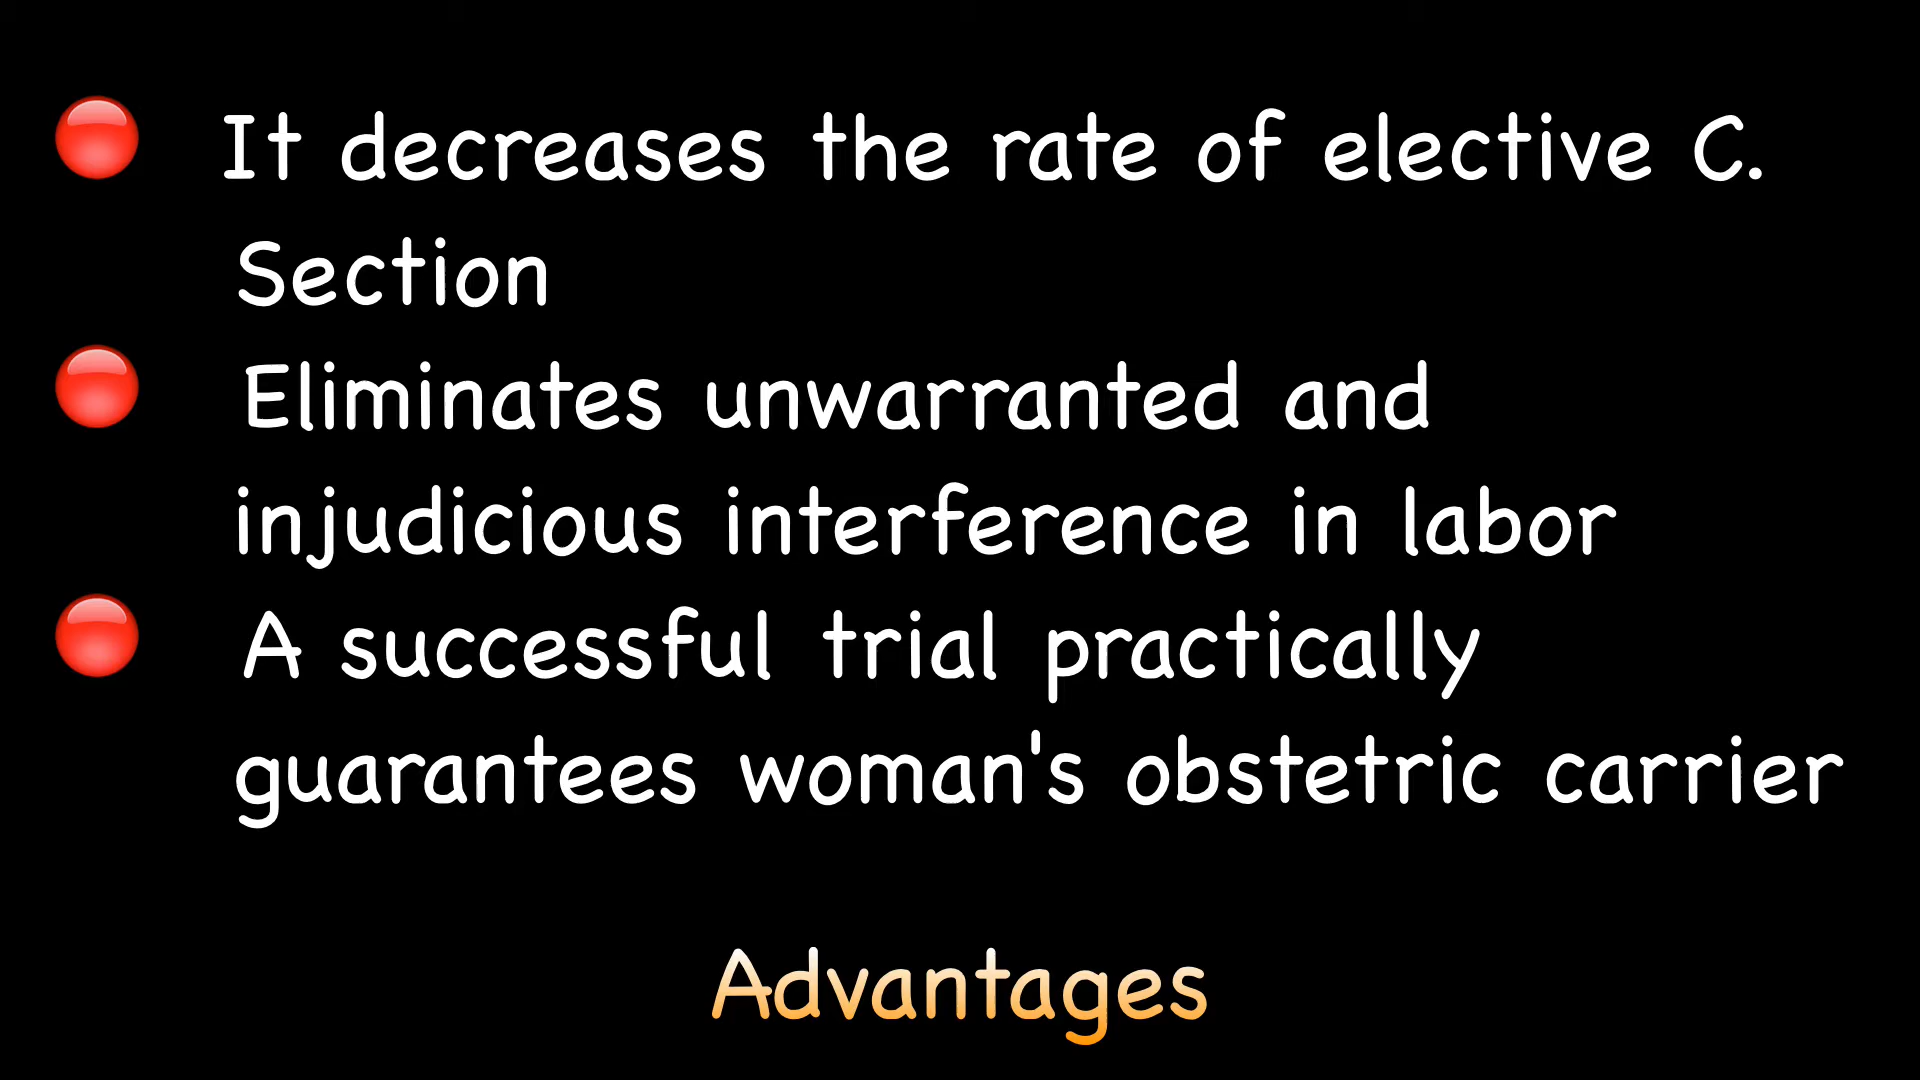 It decreases the rate of elective C.
Section
Eliminates unwarranted and
injudicious interference in labor
A successful trial practically
guarantees woman's obstetric carrier
Advantages